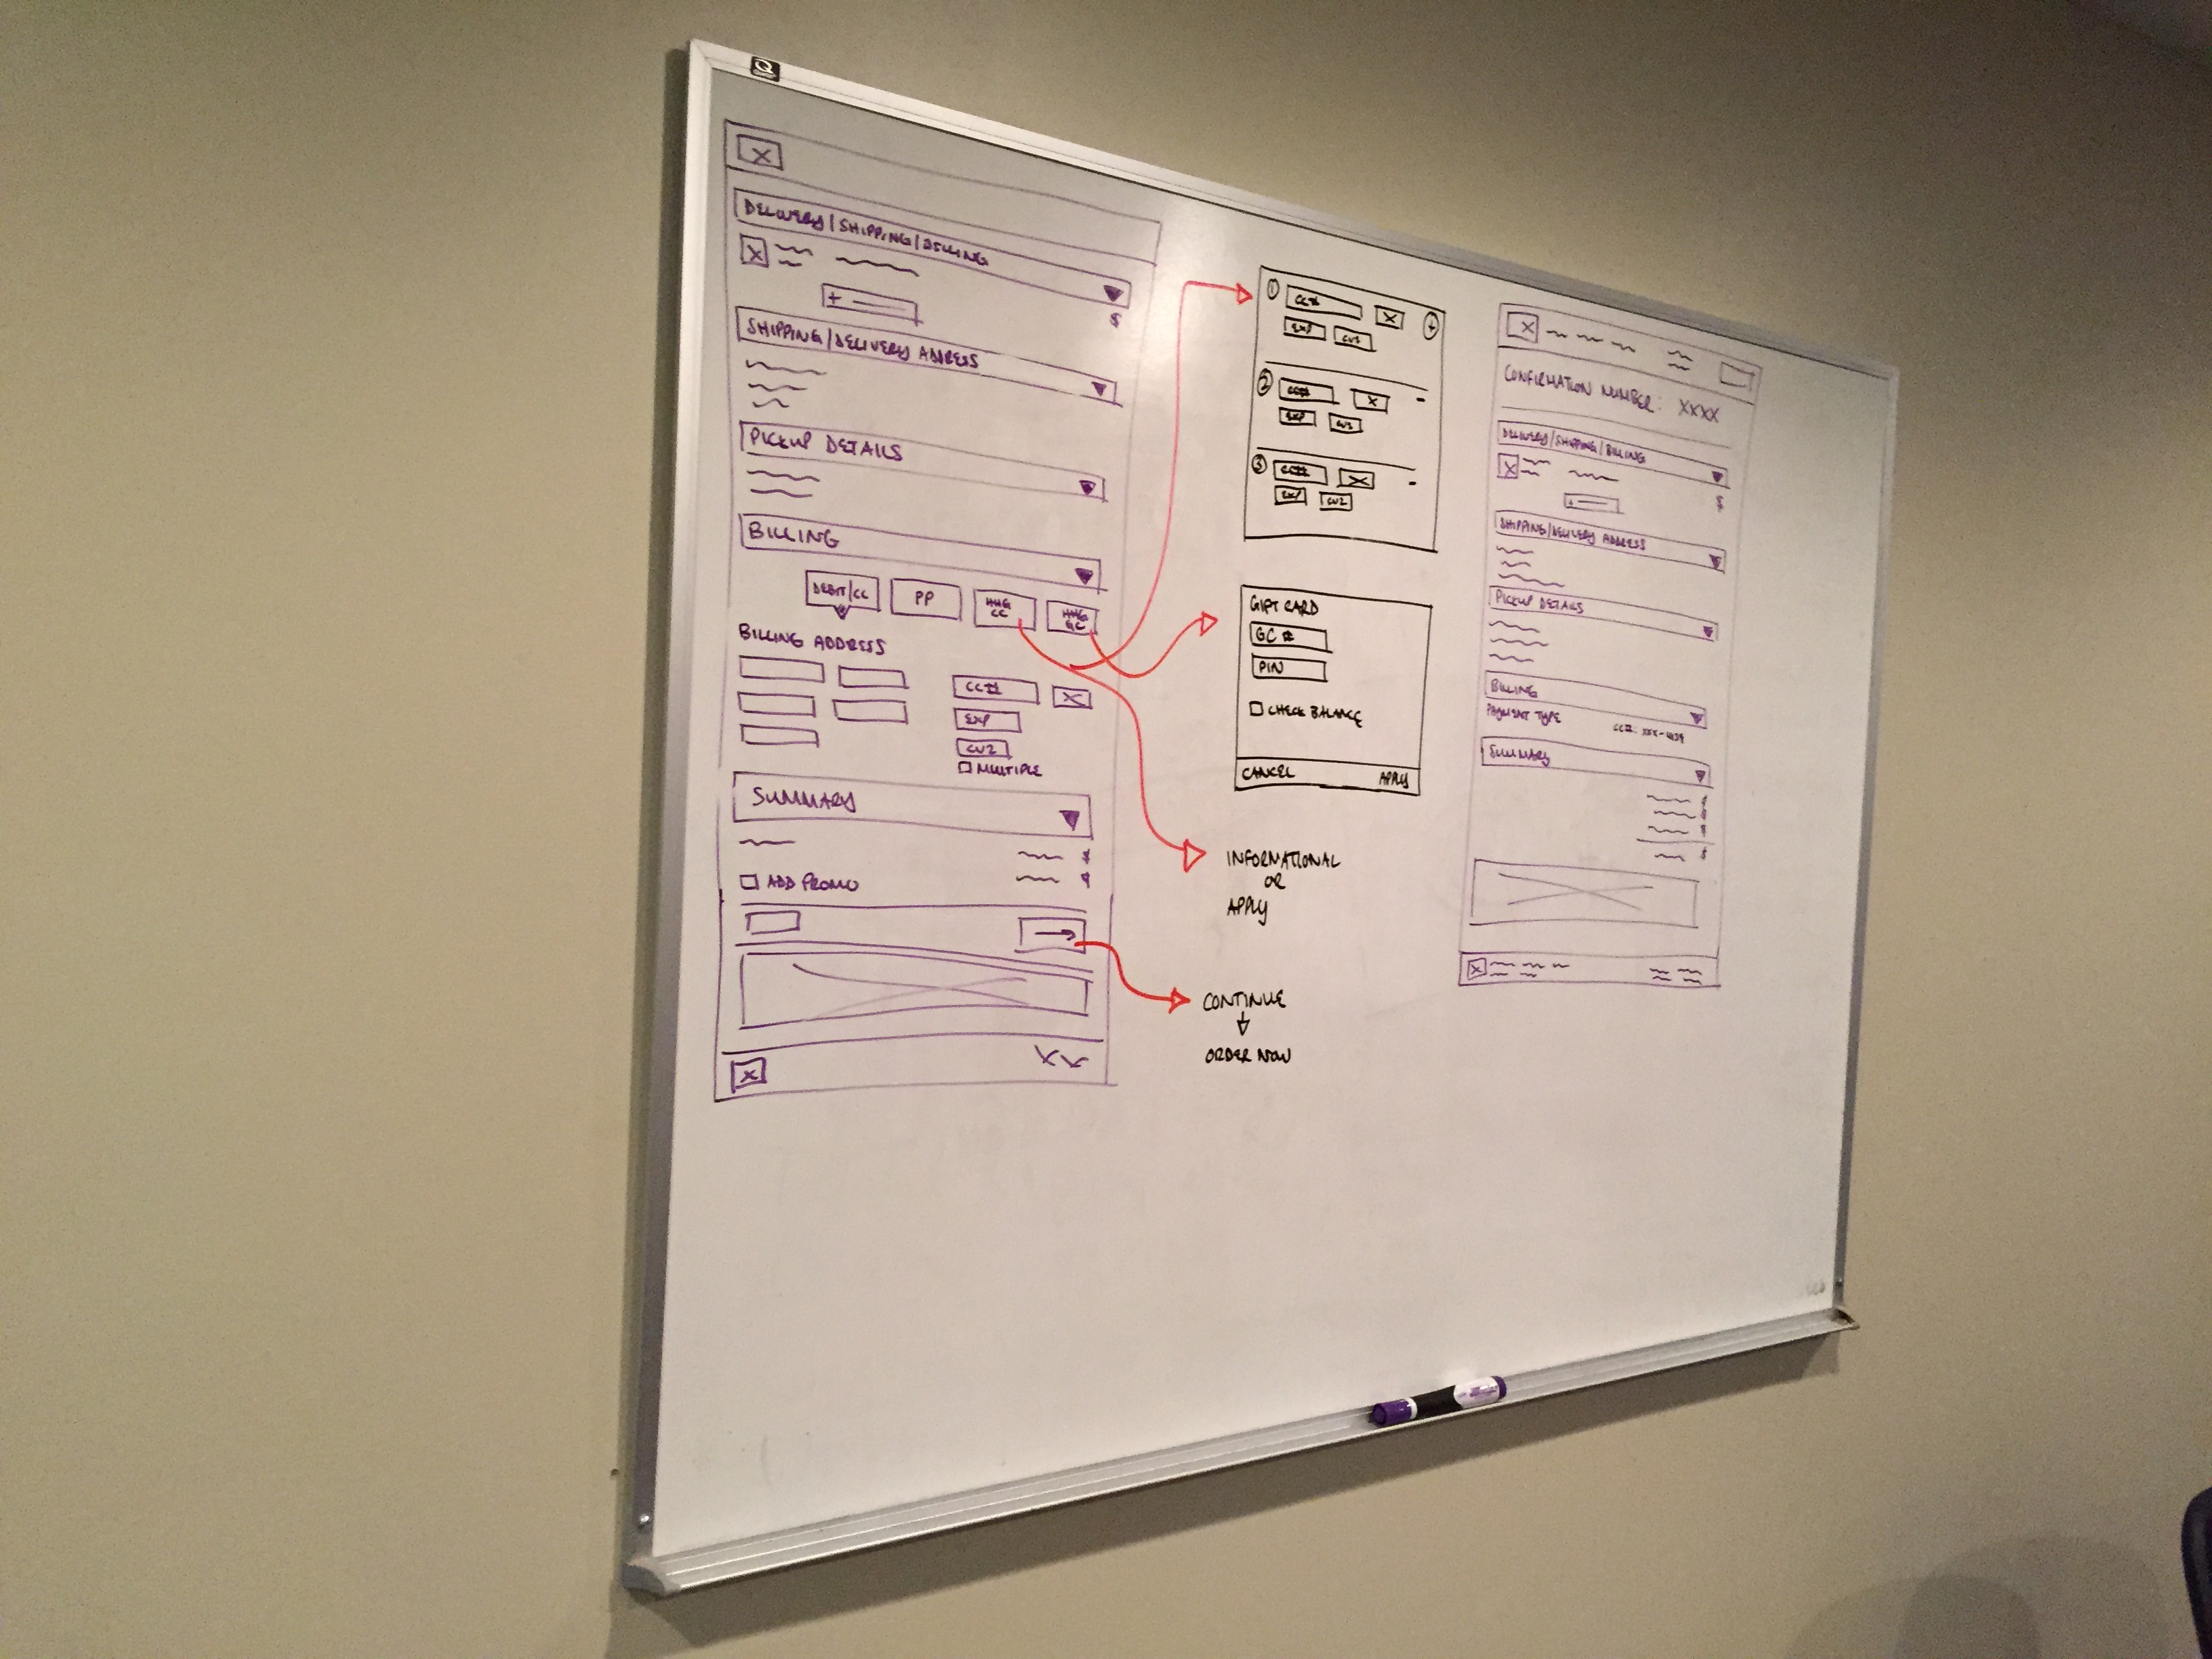 DELIVERY/SHIPPING/BILLING
$
SHIPPING/DELIVERY ADDRESS
PICKUP DETAILS
BILLING
DEBIT/CC
PP
HHG
CC
HHG
GC
BILLING ADDRESS
CC#
EXP
CV2
MULTIPLE
SUMMARY
$
ADD PROMO
$
1
CC#
EXP
CV2
2
CC#
EXP
CV2
3
CC#
EXP
CV2
GIFT CARD
GC #
PIN
CHECK BALANCE
CANCEL
APPLY
INFORMATIONAL
OR
APPLY
CONTINUE
ORDER NOW
CONFIRMATION NUMBER: XXXX
DELIVERY/SHIPPING/BILLING
$
SHIPPING/DELIVERY ADDRESS
PICKUP DETAILS
BILLING
PAYMENT TYPE
CC#: XXX-
SUMMARY
$
$
$
$